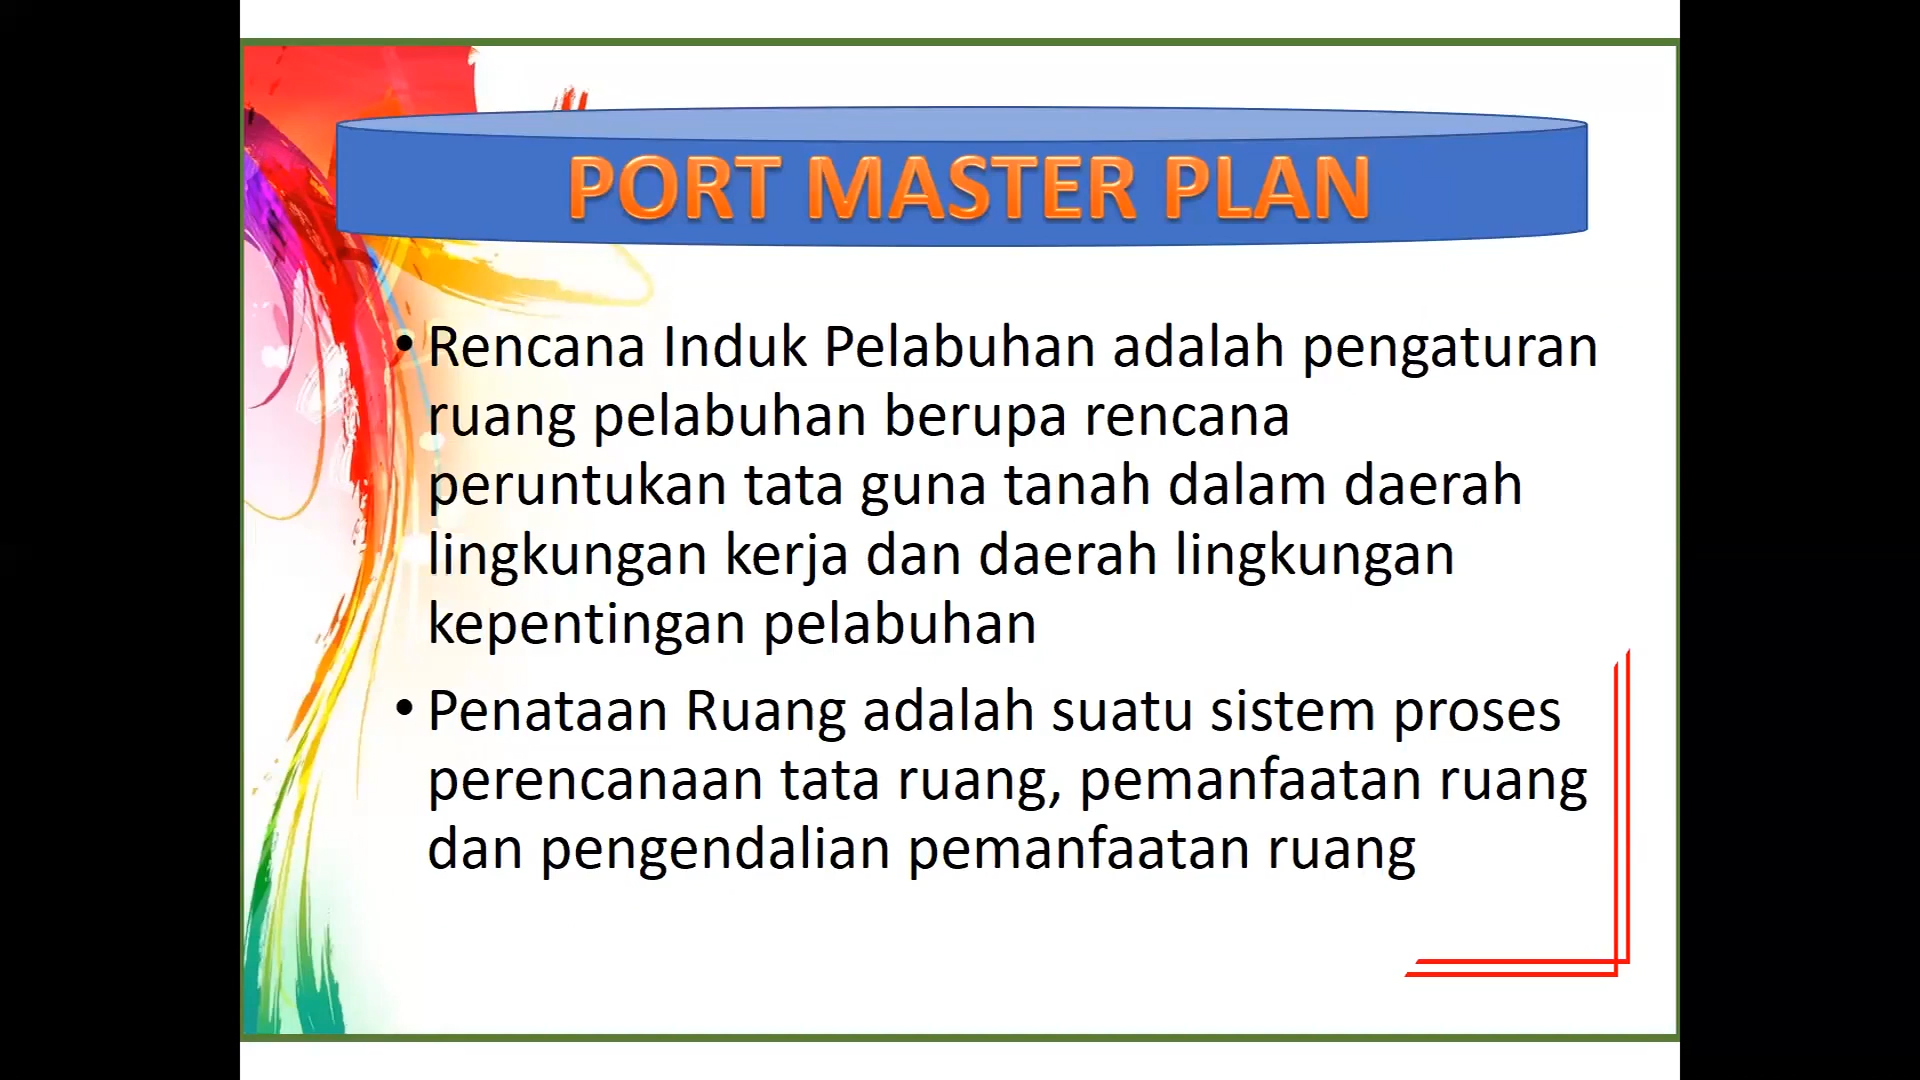 PORT MASTER PLAN
• Rencana Induk Pelabuhan adalah pengaturan
ruang pelabuhan berupa rencana
peruntukan tata guna tanah dalam daerah
lingkungan kerja dan daerah lingkungan
kepentingan pelabuhan
• Penataan Ruang adalah suatu sistem proses
perencanaan tata ruang, pemanfaatan ruang
dan pengendalian pemanfaatan ruang